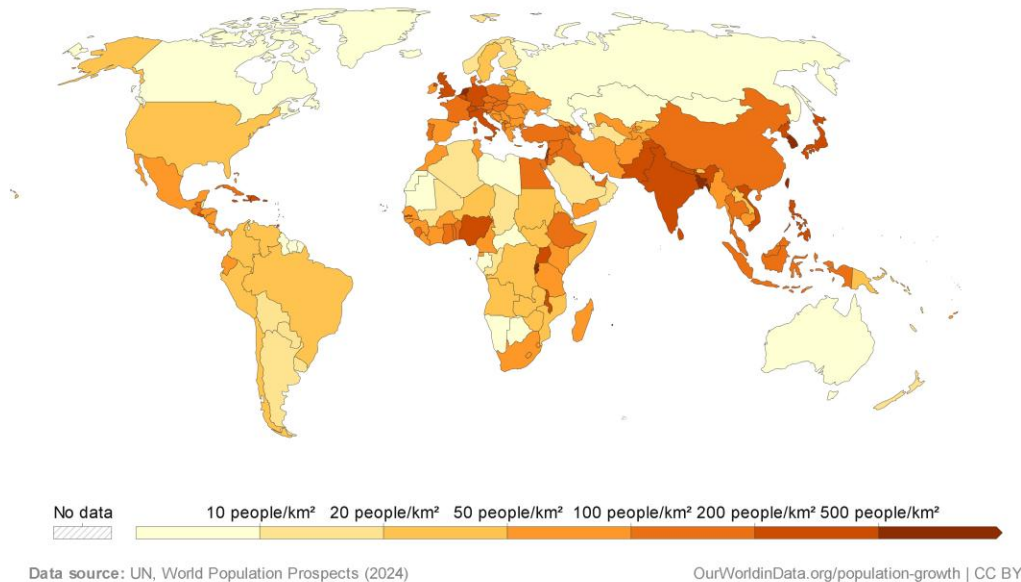 No data
10 people/km²
20 people/km²
50 people/km²
100 people/km²
200 people/km²
500 people/km²
Data source: UN, World Population Prospects (2024)
OurWorldinData.org/population-growth | CC BY